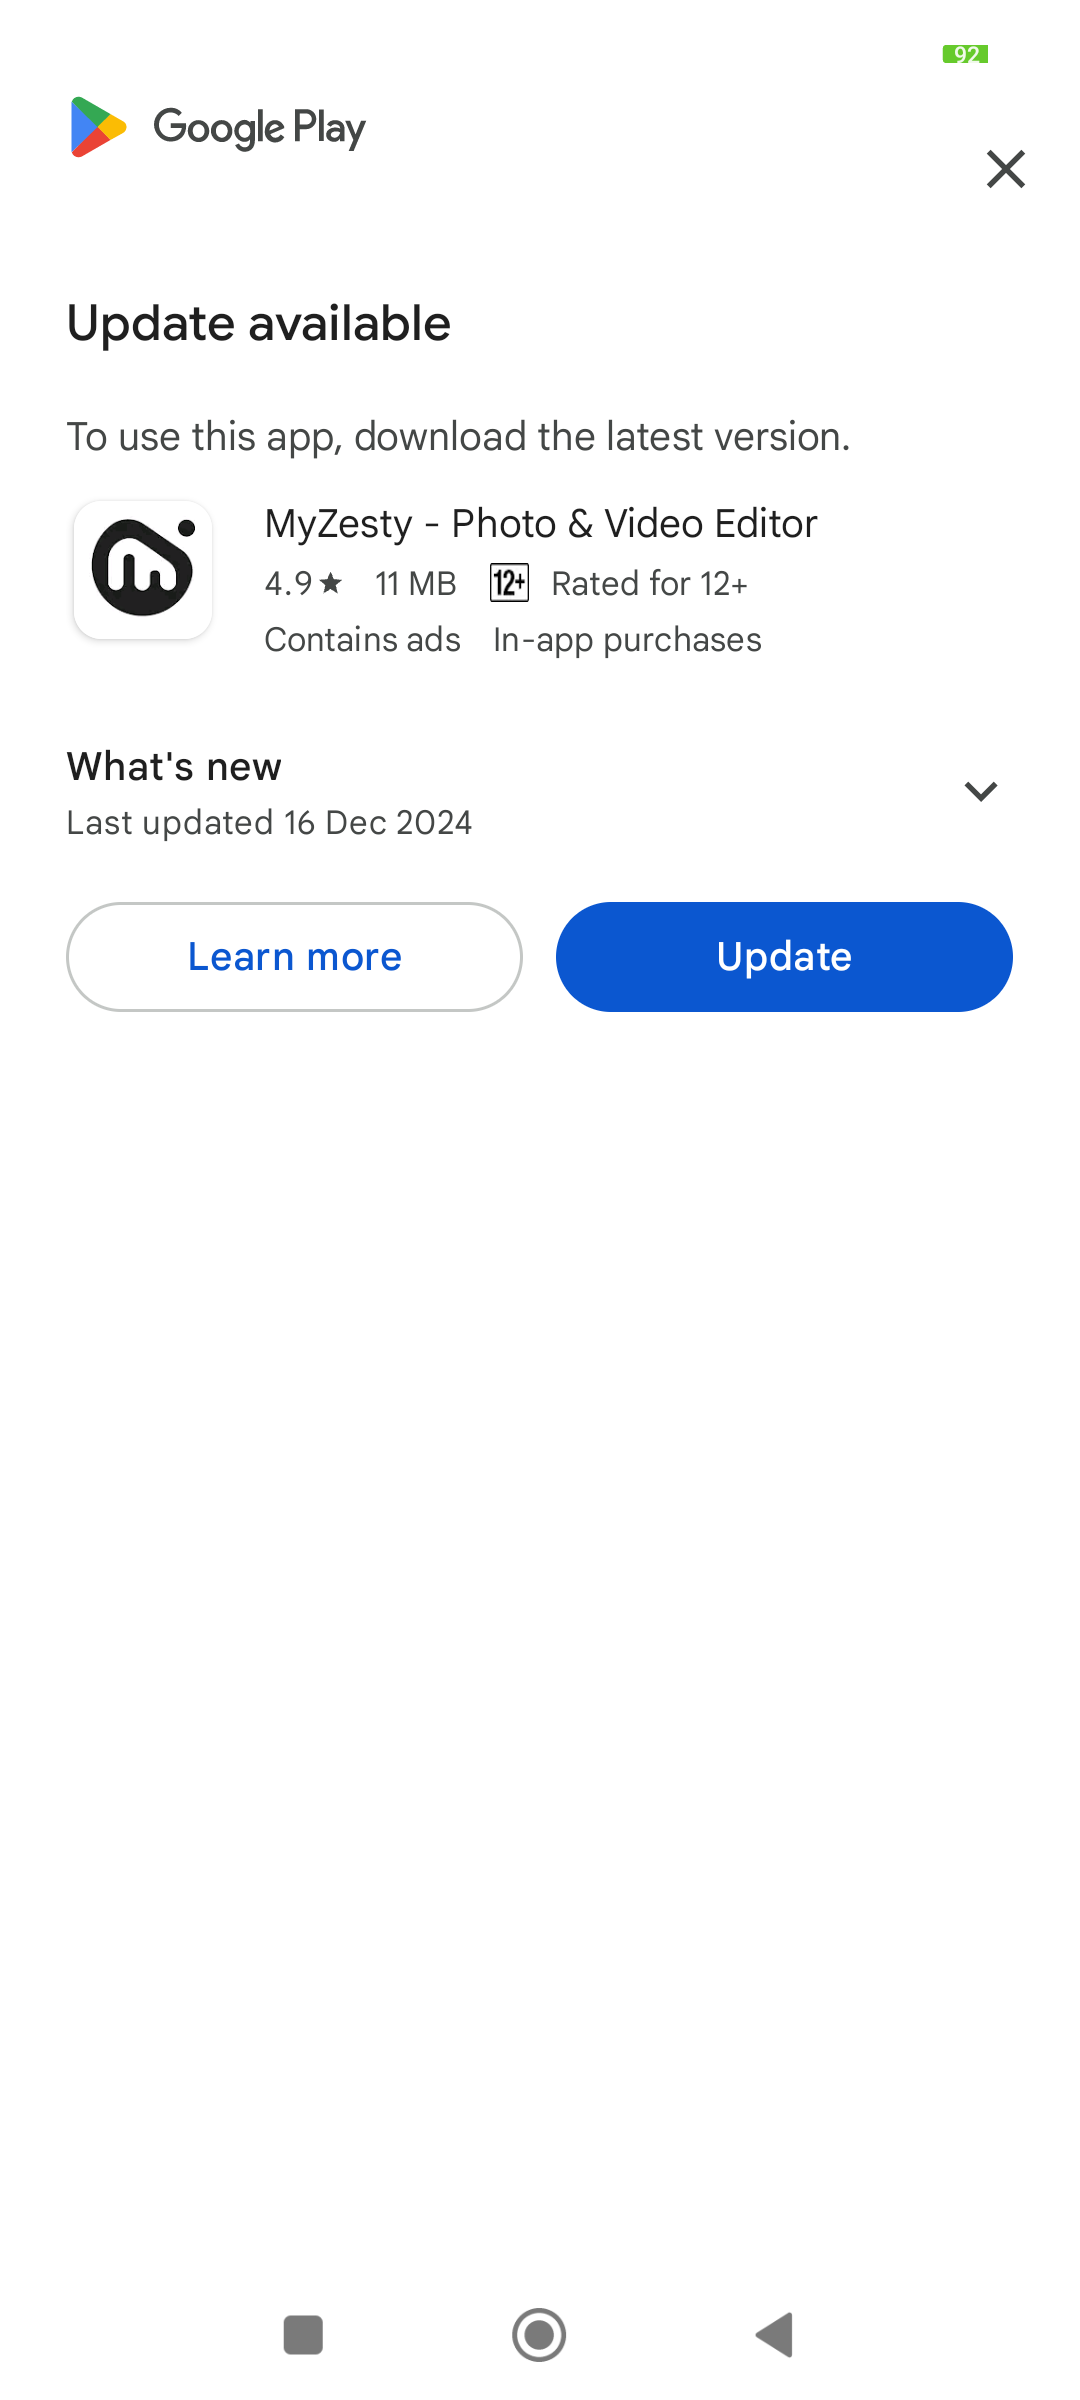 92
Google Play
Update available
To use this app, download the latest version.
MyZesty - Photo & Video Editor
4.9★ 11 MB 12+ Rated for 12+
Contains ads In-app purchases
What's new
Last updated 16 Dec 2024
Learn more Update